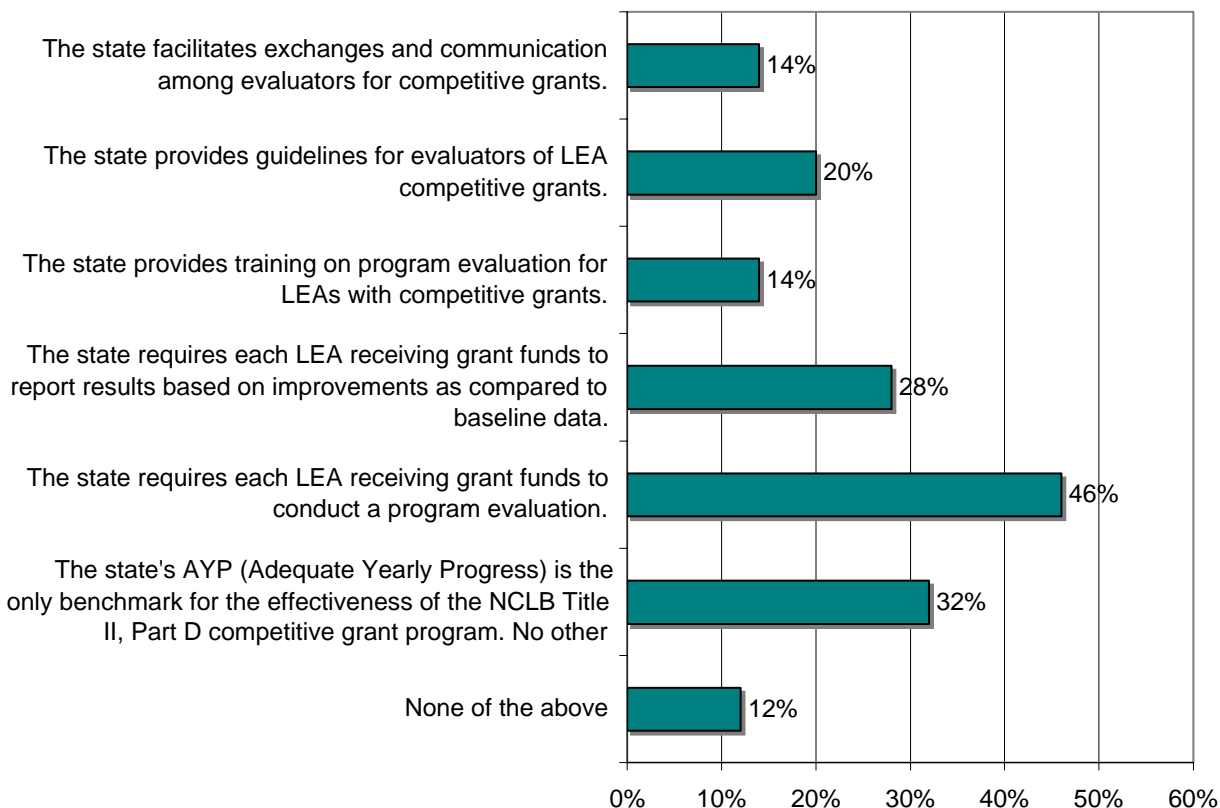 The state facilitates exchanges and communication
among evaluators for competitive grants.
14%
The state provides guidelines for evaluators of LEA
competitive grants.
20%
The state provides training on program evaluation for
LEAs with competitive grants.
14%
The state requires each LEA receiving grant funds to
report results based on improvements as compared to
baseline data.
28%
The state requires each LEA receiving grant funds to
conduct a program evaluation.
46%
The state's AYP (Adequate Yearly Progress) is the
only benchmark for the effectiveness of the NCLB Title
II, Part D competitive grant program. No other
32%
None of the above
12%
0% 10% 20% 30% 40% 50% 60%